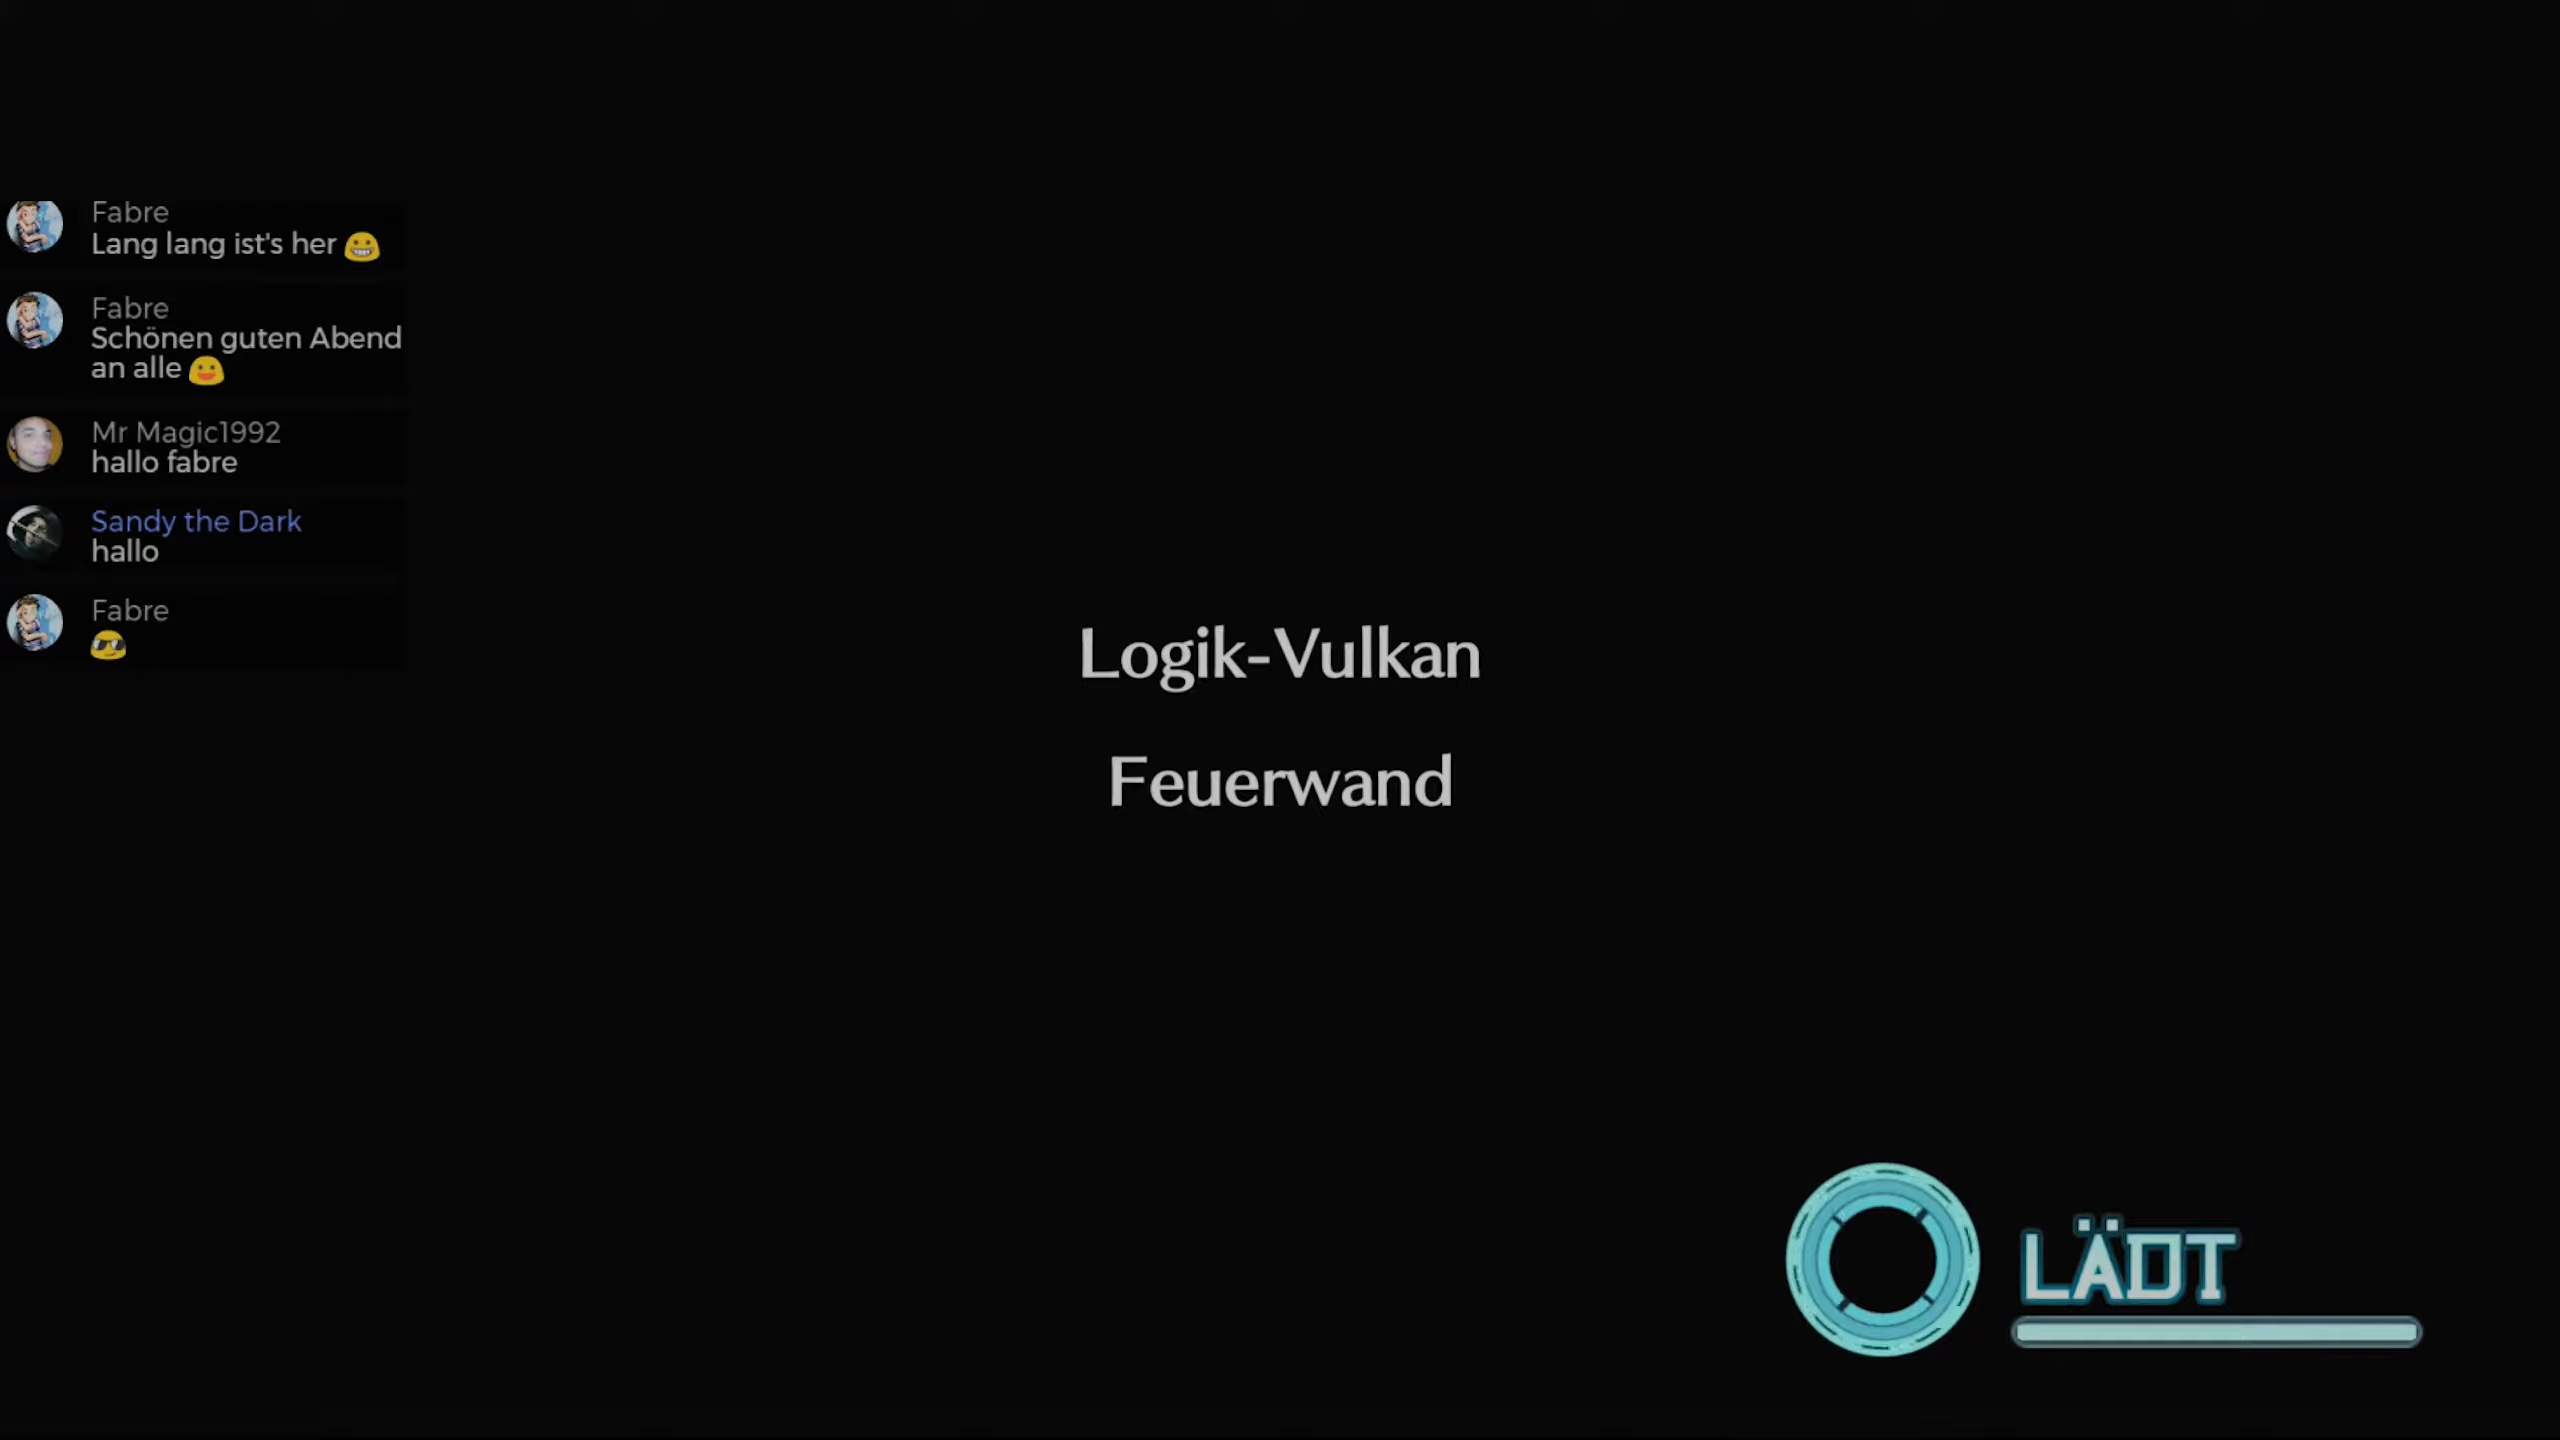 Fabre
Lang lang ist's her 😀
Fabre
Schönen guten Abend
an alle 😃
Mr Magic1992
hallo fabre
Sandy the Dark
hallo
Fabre
😎
Logik-Vulkan
Feuerwand
LÄDT